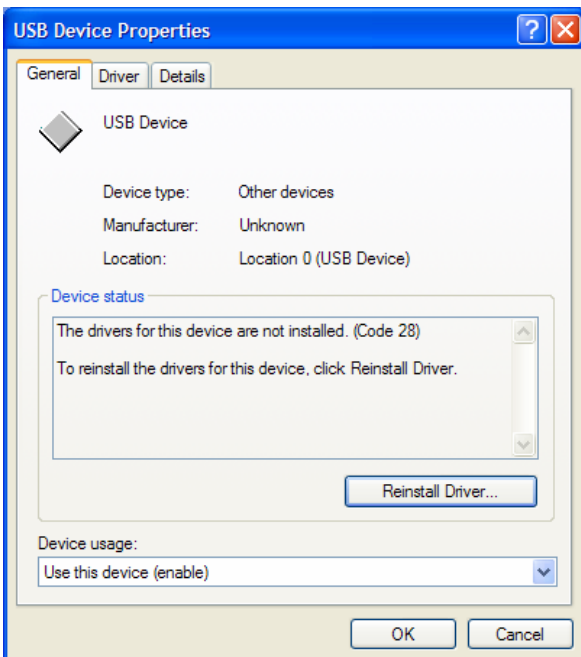 USB Device Properties
General Driver Details
USB Device
Device type: Other devices
Manufacturer: Unknown
Location: Location 0 (USB Device)
Device status
The drivers for this device are not installed. (Code 28)
To reinstall the drivers for this device, click Reinstall Driver.
Reinstall Driver...
Device usage:
Use this device (enable)
OK Cancel